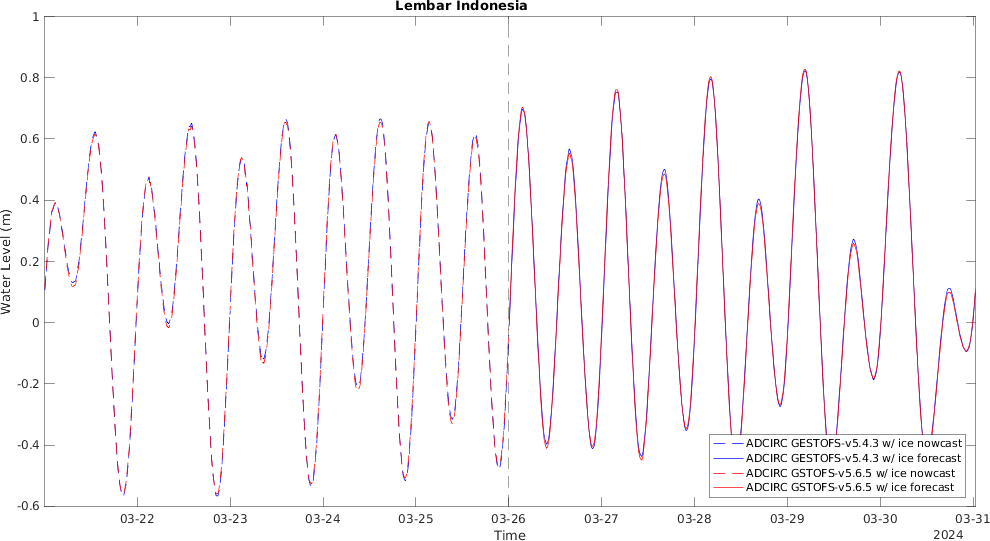 Lembar Indonesia
1
0.8
0.6
0.4
0.2
0
-0.2
-0.4
-0.6
Water Level (m)
ADCIRC GESTOFS-v5.4.3 w/ ice nowcast
ADCIRC GESTOFS-v5.4.3 w/ ice forecast
ADCIRC GSTOFS-v5.6.5 w/ ice nowcast
ADCIRC GSTOFS-v5.6.5 w/ ice forecast
03-22 03-23 03-24 03-25 03-26 03-27 03-28 03-29 03-30 03-31
Time
2024